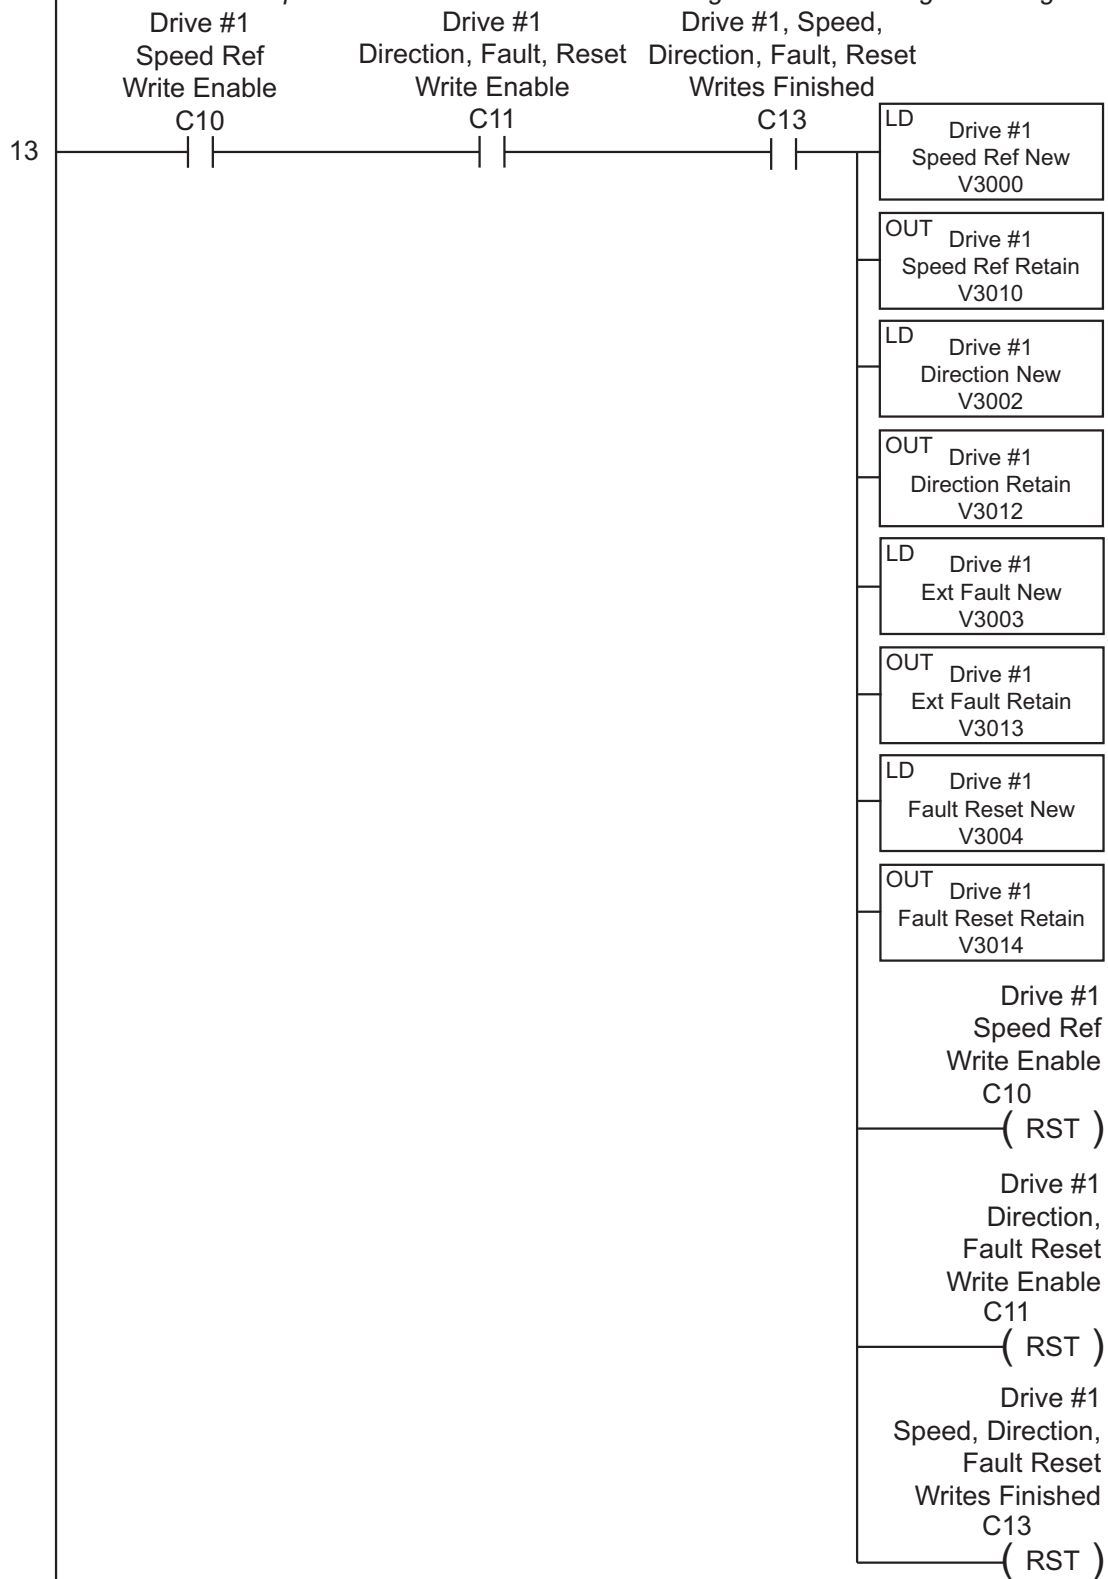 Drive #1
Speed Ref
Write Enable
C10
Drive #1
Direction, Fault, Reset
Write Enable
C11
Drive #1, Speed,
Direction, Fault, Reset
Writes Finished
C13
13
LD
Drive #1
Speed Ref New
V3000
OUT
Drive #1
Speed Ref Retain
V3010
LD
Drive #1
Direction New
V3002
OUT
Drive #1
Direction Retain
V3012
LD
Drive #1
Ext Fault New
V3003
OUT
Drive #1
Ext Fault Retain
V3013
LD
Drive #1
Fault Reset New
V3004
OUT
Drive #1
Fault Reset Retain
V3014
Drive #1
Speed Ref
Write Enable
C10
( RST )
Drive #1
Direction,
Fault Reset
Write Enable
C11
( RST )
Drive #1
Speed, Direction,
Fault Reset
Writes Finished
C13
( RST )